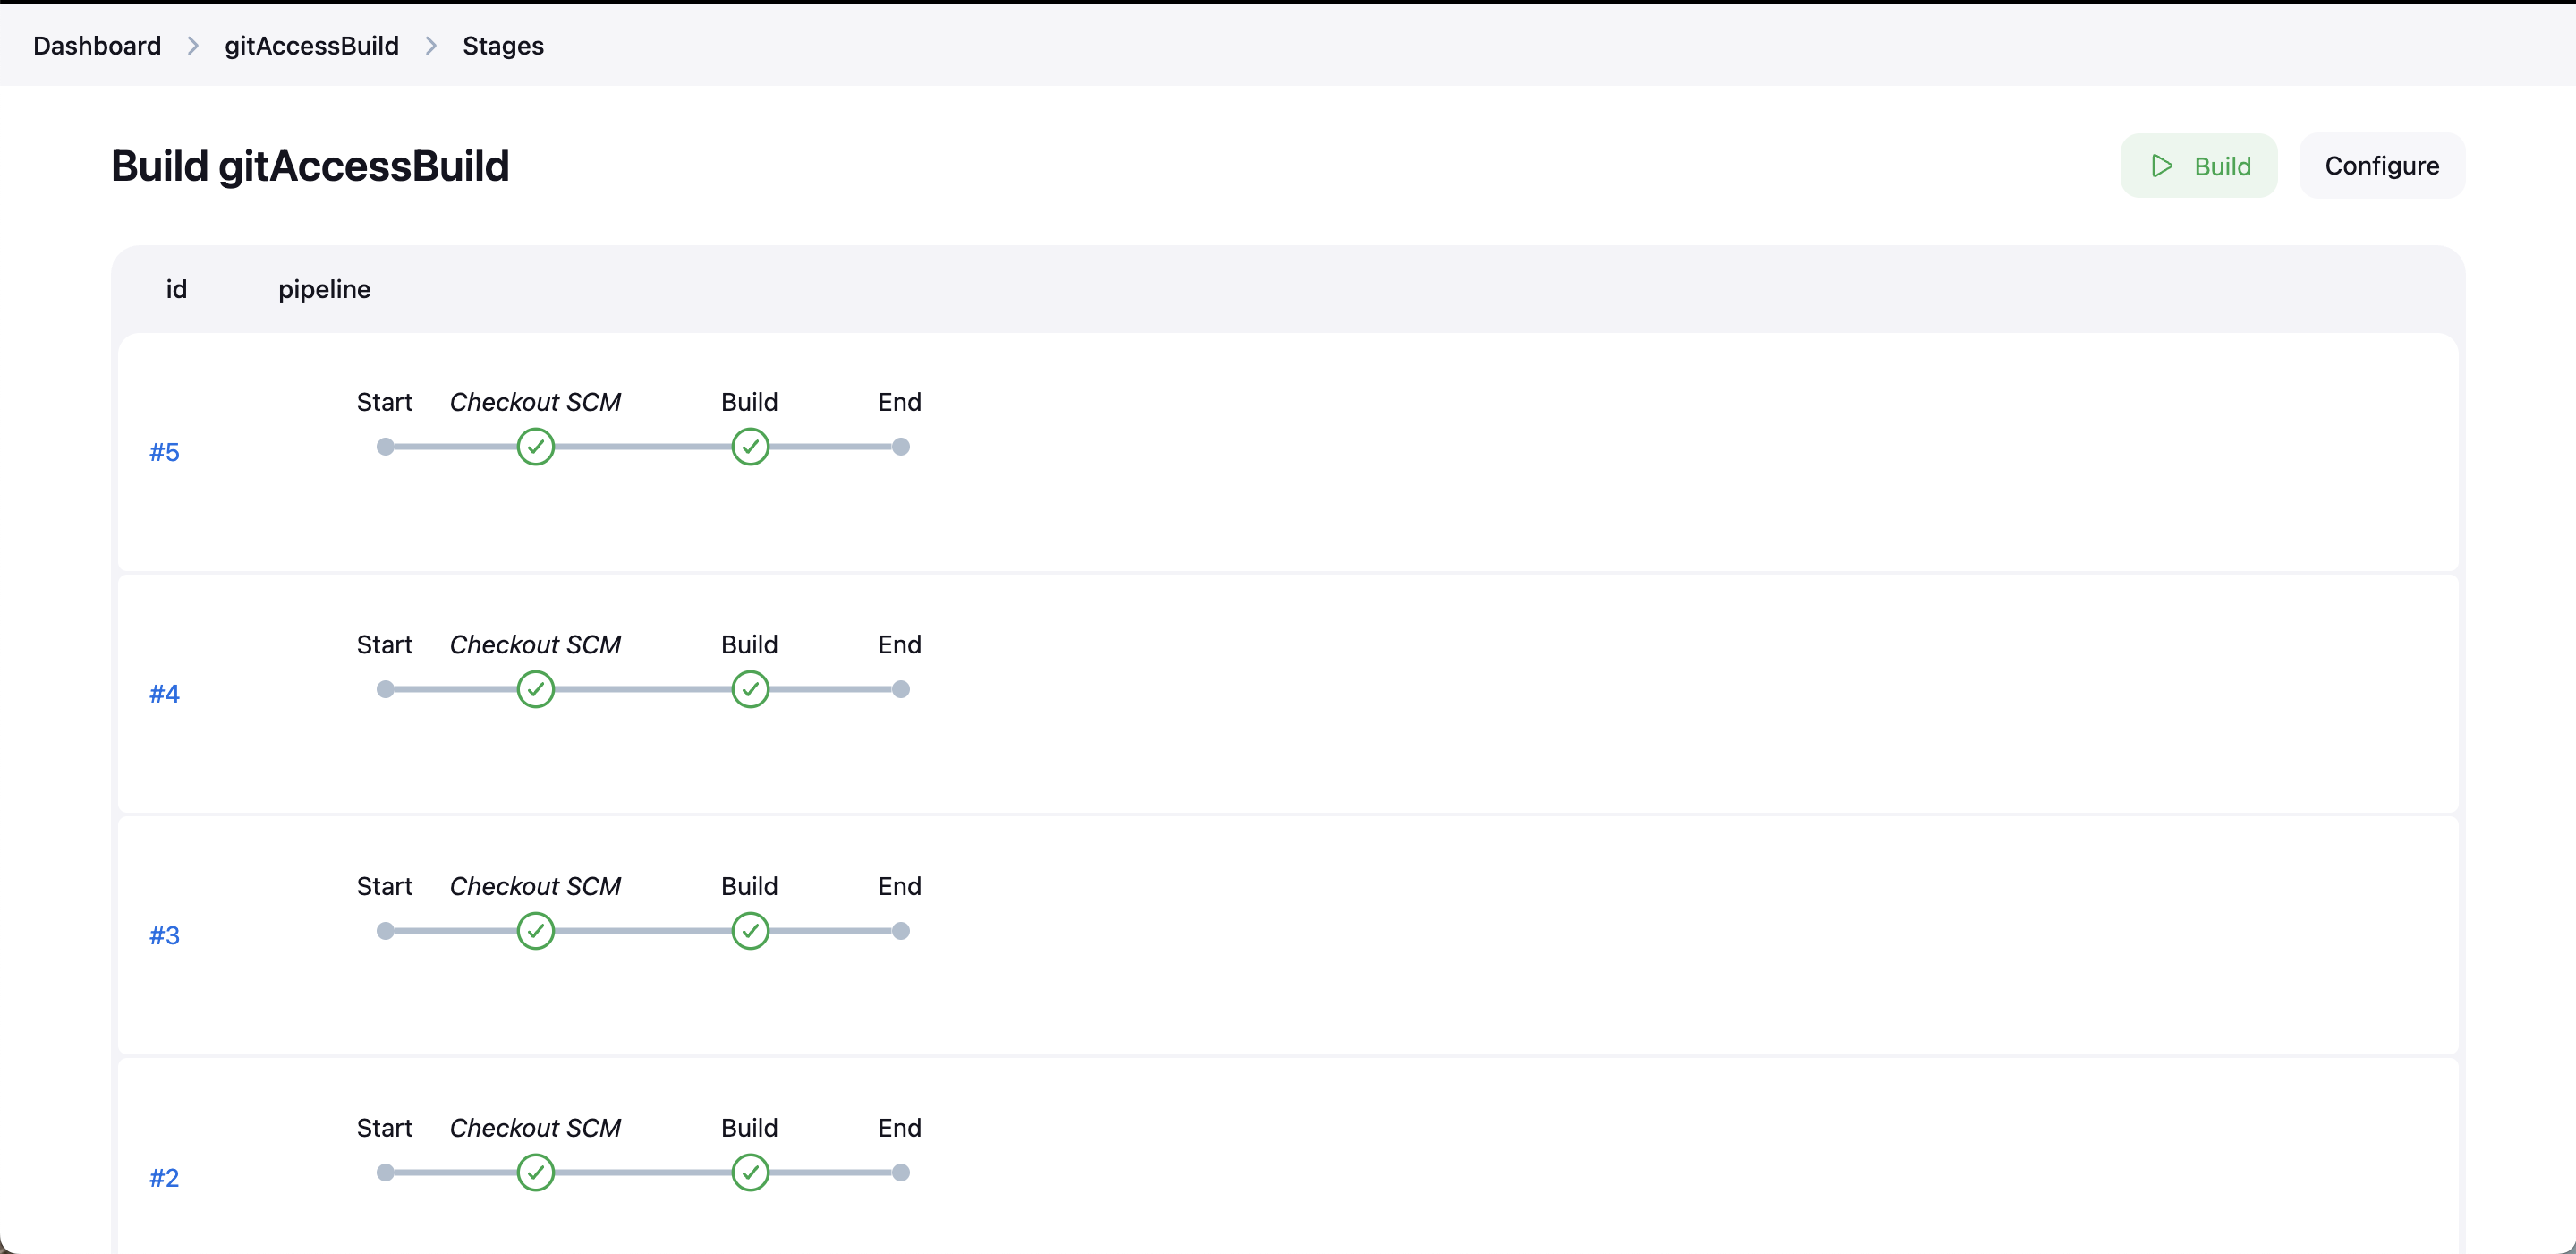 Dashboard > gitAccessBuild > Stages
Build gitAccessBuild
Build
Configure
id pipeline
Start Checkout SCM Build End
#5
Start Checkout SCM Build End
#4
Start Checkout SCM Build End
#3
Start Checkout SCM Build End
#2